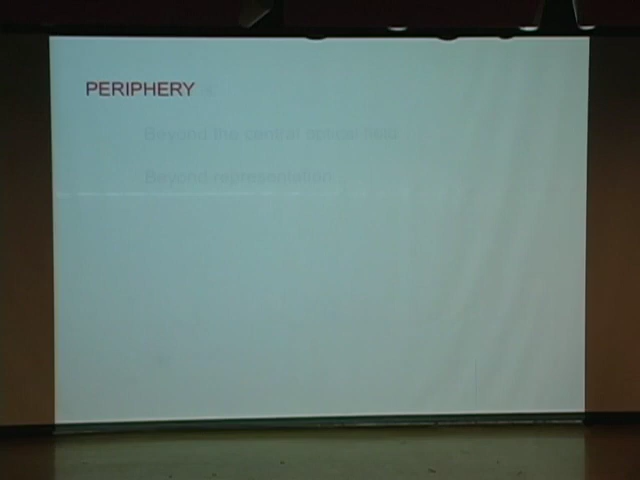 PERIPHERY
Beyond the central optical field
Beyond representation